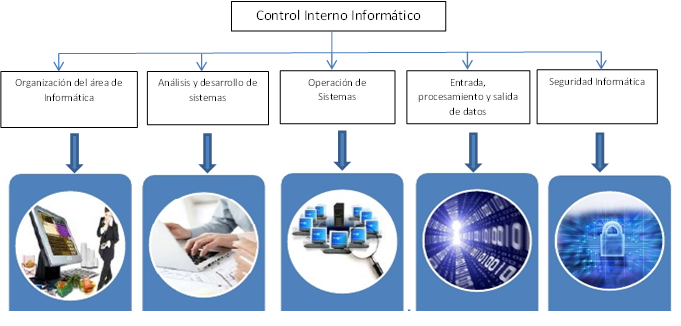 Control Interno Informático
Organización del área de
Informática
Análisis y desarrollo de
sistemas
Operación de
Sistemas
Entrada,
procesamiento y salida
de datos
Seguridad Informática